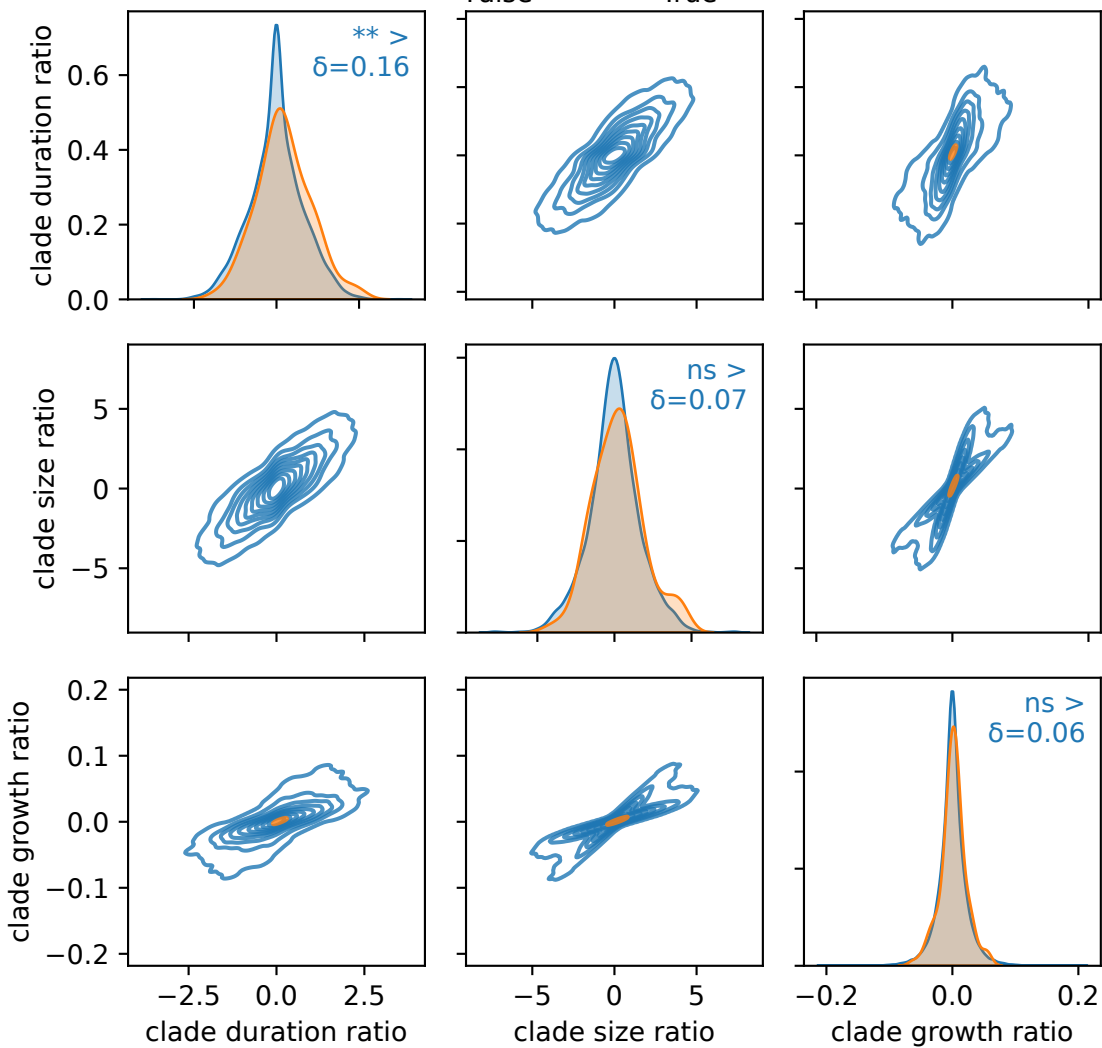 ** >
δ=0.16
clade duration ratio
0.6
0.4
0.2
0.0
ns >
δ=0.07
clade size ratio
5
0
−5
ns >
δ=0.06
clade growth ratio
0.2
0.1
0.0
−0.1
−0.2
−2.5 0.0 2.5 −5 0 5 −0.2 0.0 0.2
clade duration ratio clade size ratio clade growth ratio